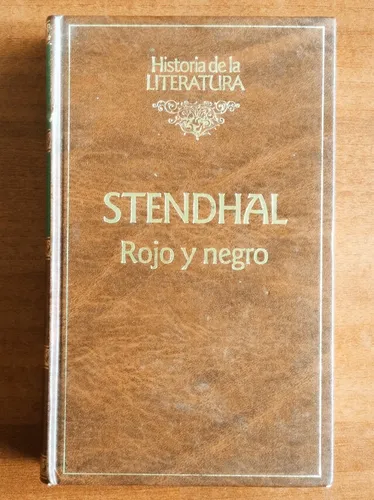 Historia de la
LITERATURA
STENDHAL
Rojo y negro